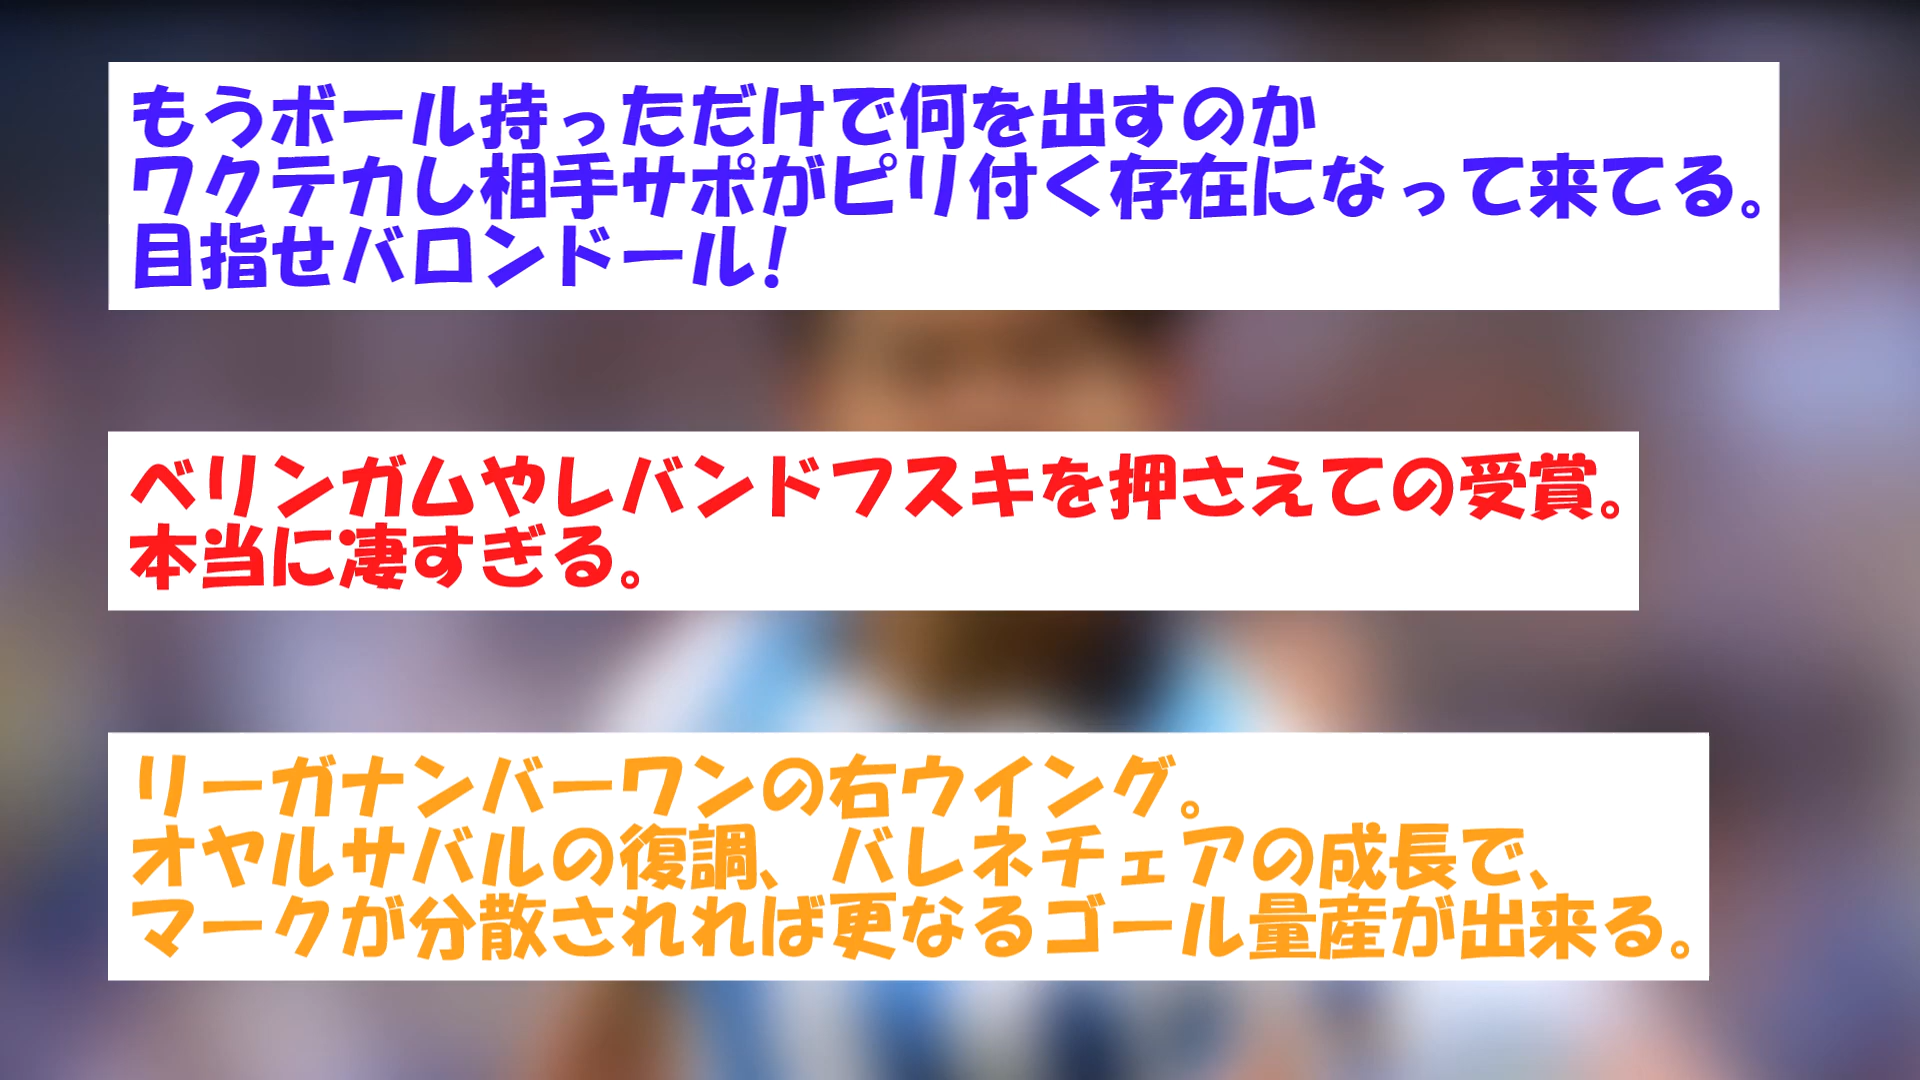 もうボール持っただけで何を出すのか
ワクテカし相手サポがピリ付く存在になって来てる。
目指せバロンドール!
ベリンガムやレバンドフスキを押さえての受賞。
本当に凄すぎる。
リーガナンバーワンの右ウイング。
オヤルサバルの復調、バレネチェアの成長で、
マークが分散されれば更なるゴール量産が出来る。